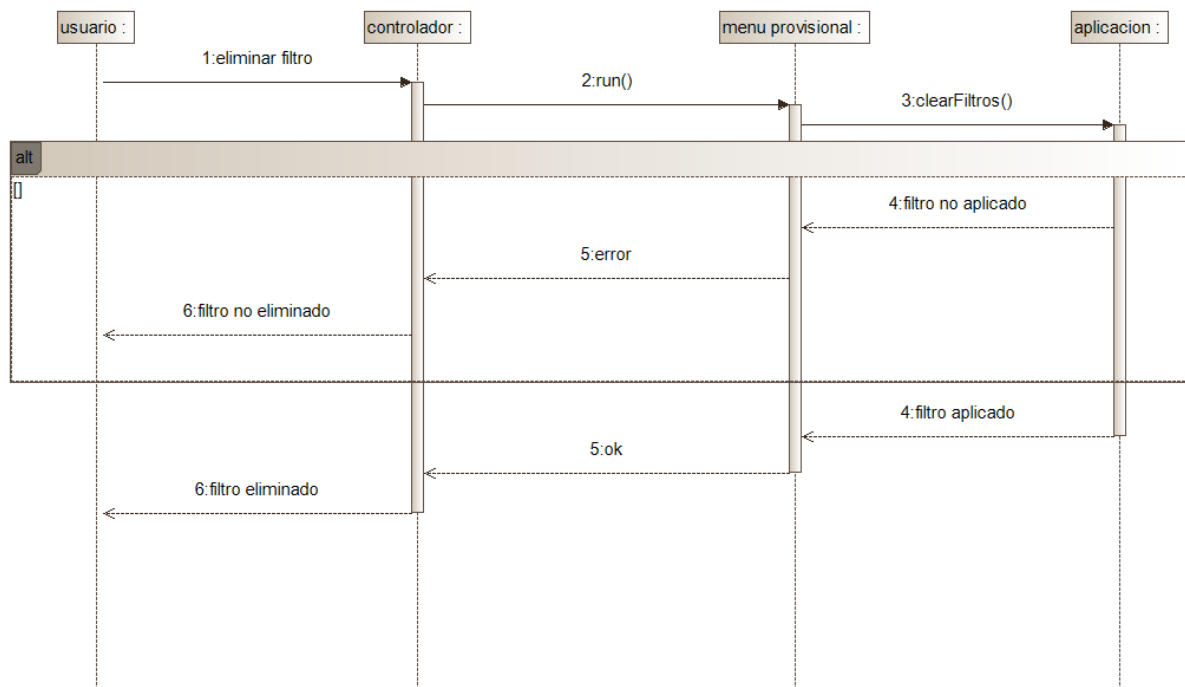 usuario :
controlador :
menu provisional :
aplicacion :
1:eliminar filtro
2:run()
3:clearFiltros()
alt
[]
4:filtro no aplicado
5:error
6:filtro no eliminado
4:filtro aplicado
5:ok
6:filtro eliminado